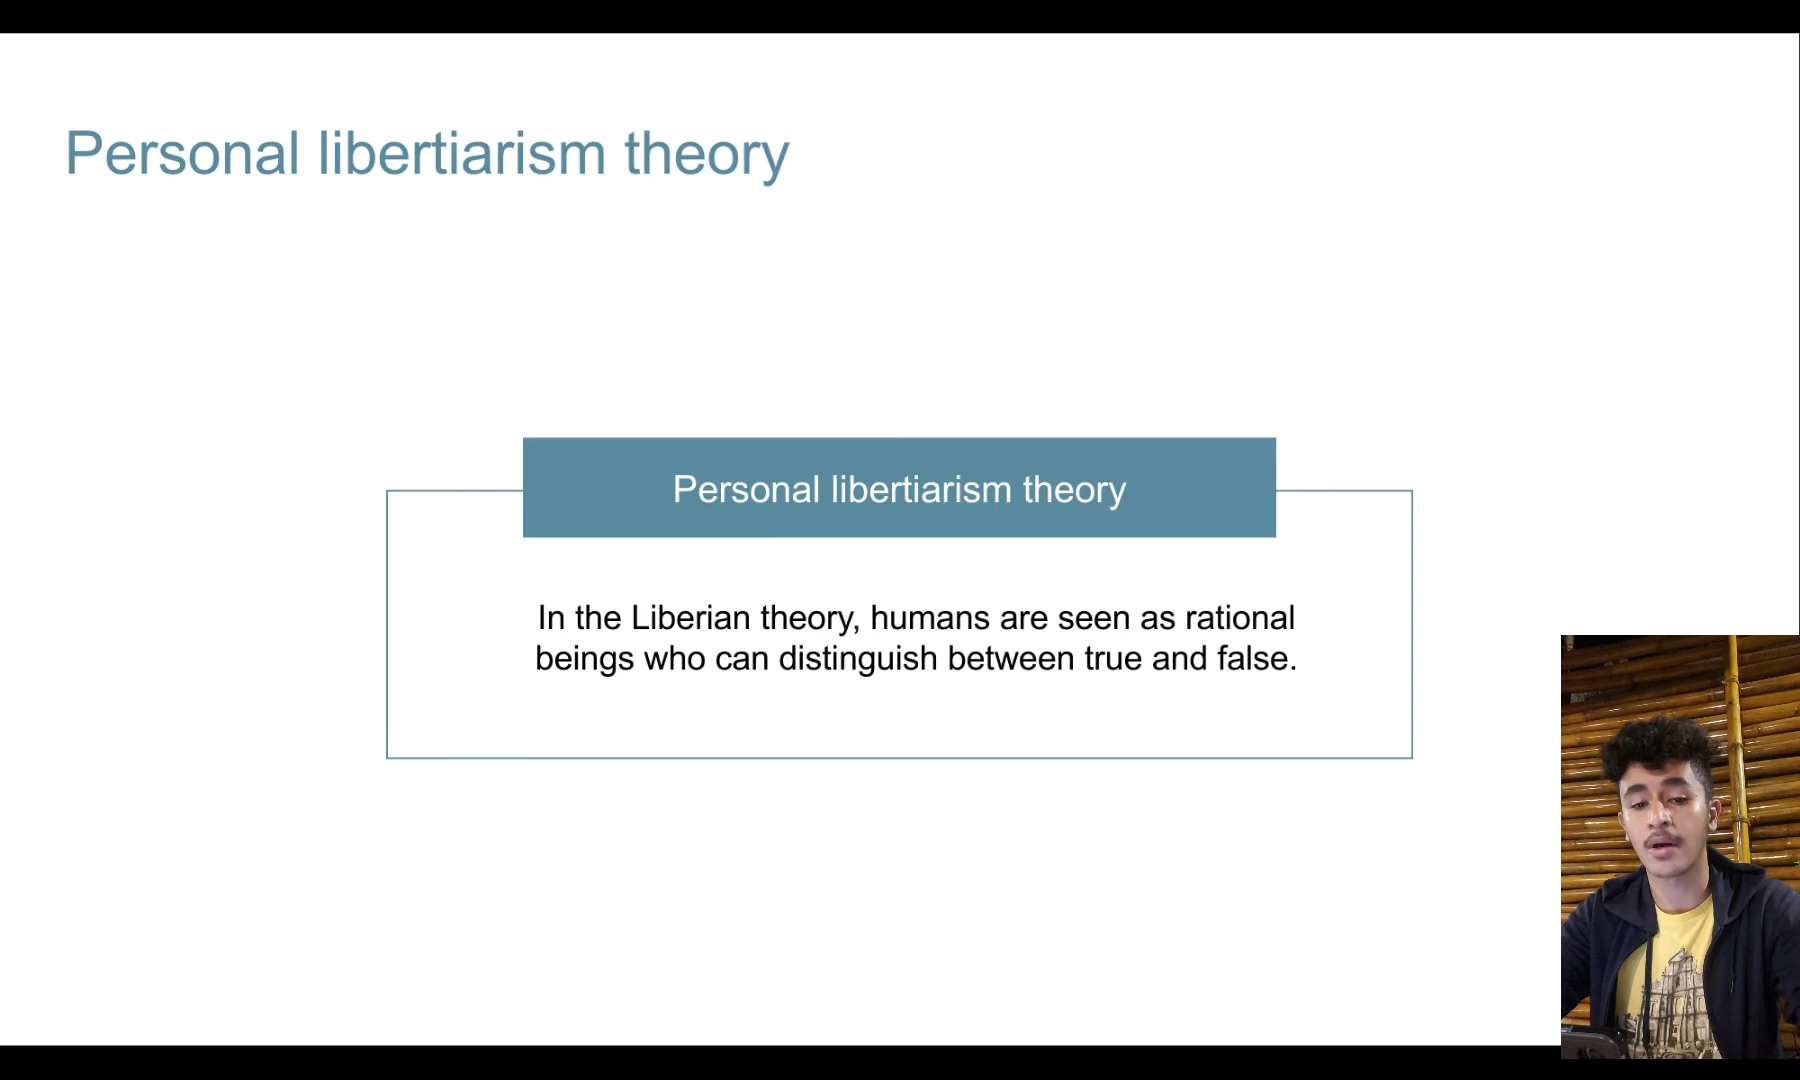 Personal libertiarism theory
Personal libertiarism theory
In the Liberian theory, humans are seen as rational
beings who can distinguish between true and false.